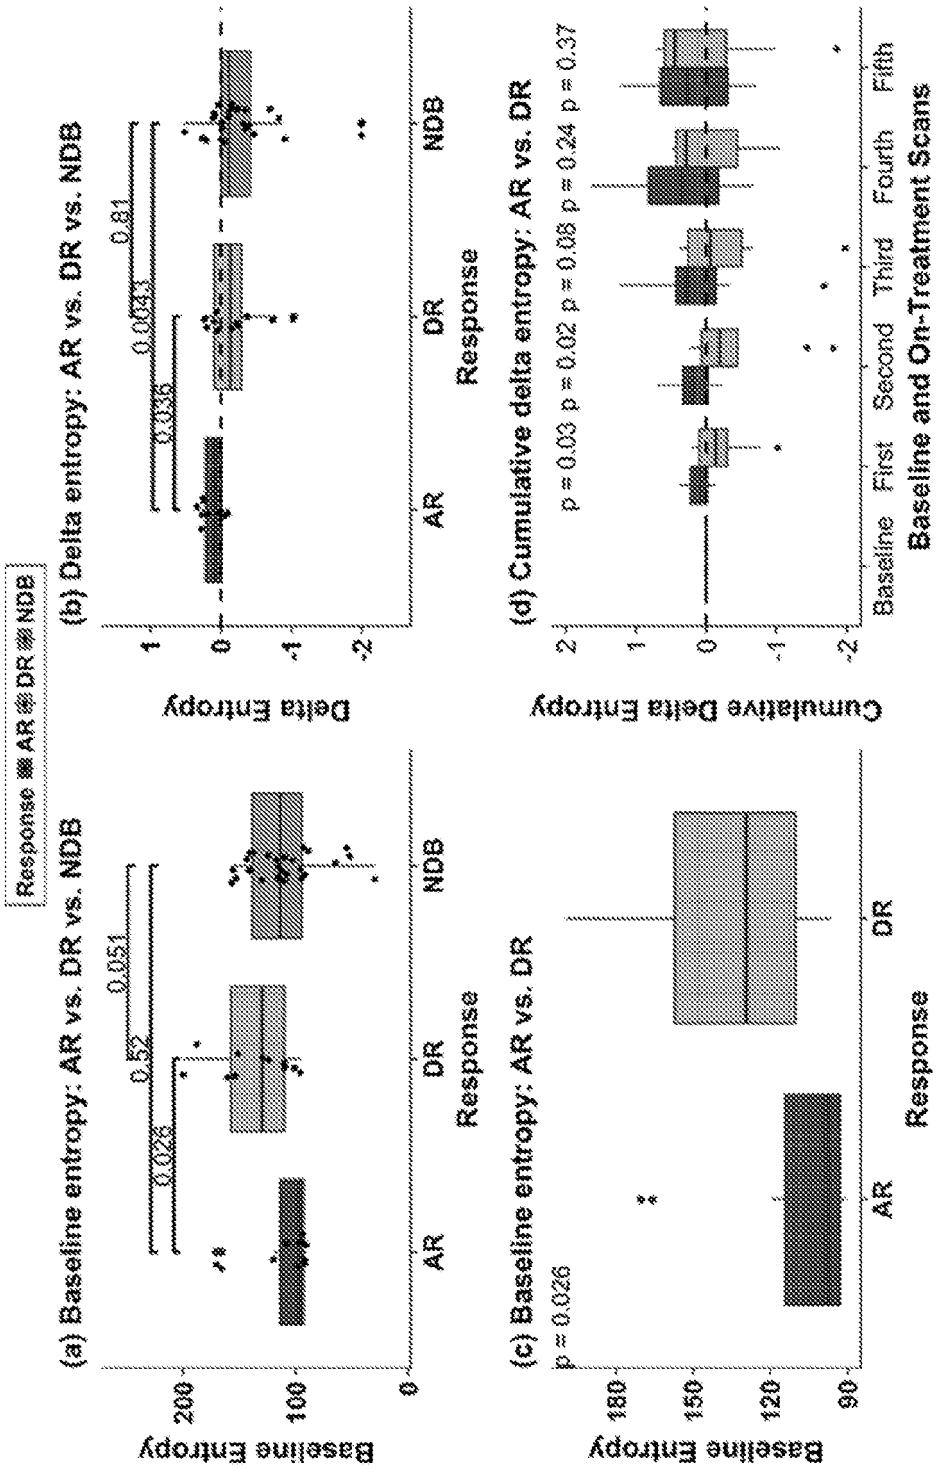 Response AR DR NDB
(a) Baseline entropy: AR vs. DR vs. NDB
Baseline Entropy
200
100
0
0.051
0.52
0.026
AR
DR
NDB
Response
(b) Delta entropy: AR vs. DR vs. NDB
Delta Entropy
1
0
-1
-2
0.81
0.0043
0.036
AR
DR
NDB
Response
(c) Baseline entropy: AR vs. DR
Baseline Entropy
p = 0.026
180
150
120
90
AR
DR
Response
(d) Cumulative delta entropy: AR vs. DR
Cumulative Delta Entropy
2
1
0
-1
-2
p = 0.03 p = 0.02 p = 0.08 p = 0.24 p = 0.37
Baseline First Second Third Fourth Fifth
Baseline and On-Treatment Scans